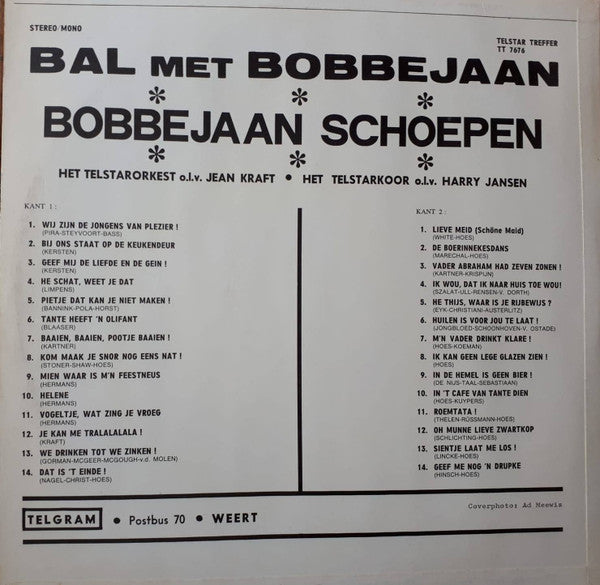 STEREO/MONO
TELSTAR TREFFER
TT 7676
BAL MET BOBBEJAAN
* * *
BOBBEJAAN SCHOEPEN
* * *
HET TELSTARORKEST o.l.v. JEAN KRAFT • HET TELSTARKOOR o.l.v. HARRY JANSEN
KANT 1 :
1. WIJ ZIJN DE JONGENS VAN PLEZIER !
(PIRA-STEYVOORT-BASS)
2. BIJ ONS STAAT OP DE KEUKENDEUR
(KERSTEN)
3. GEEF MIJ DE LIEFDE EN DE GEIN !
(KERSTEN)
4. HE SCHAT, WEET JE DAT
(LIMPENS)
5. PIETJE DAT KAN JE NIET MAKEN !
(BANNINK-POLA-HORST)
6. TANTE HEEFT 'N OLIFANT
(BLAASER)
7. BAAIEN, BAAIEN, POOTJE BAAIEN !
(KARTNER)
8. KOM MAAK JE SNOR NOG EENS NAT !
(STONER-SHAW-HOES)
9. MIEN WAAR IS M'N FEESTNEUS
(HERMANS)
10. HELENE
(HERMANS)
11. VOGELTJE, WAT ZING JE VROEG
(HERMANS)
12. JE KAN ME TRALALALALA !
(KRAFT)
13. WE DRINKEN TOT WE ZINKEN !
(GORMAN-MCGEER-MCGOUGH-v.d. MOLEN)
14. DAT IS 'T EINDE !
(NAGEL-CHRIST-HOES)
KANT 2 :
1. LIEVE MEID (Schöne Maid)
(WHITE-HOES)
2. DE BOERINNEKESDANS
(MARECHAL-HOES)
3. VADER ABRAHAM HAD ZEVEN ZONEN !
(KARTNER-KRISPIJN)
4. IK WOU, DAT IK NAAR HUIS TOE WOU!
(SZALAT-ULL-RENSEN-V. DORTH)
5. HE THIJS, WAAR IS JE RIJBEWIJS ?
(EYK-CHRISTIANI-AUSTERLITZ)
6. HUILEN IS VOOR JOU TE LAAT !
(JONGBLOED-SCHOONHOVEN-V. OSTADE)
7. M'N VADER DRINKT KLARE !
(HOES-KOEMAN)
8. IK KAN GEEN LEGE GLAZEN ZIEN !
(HOES)
9. IN DE HEMEL IS GEEN BIER !
(DE NIJS-TAAL-SEBASTIAAN)
10. IN 'T CAFE VAN TANTE DIEN
(HOES-KUYPERS)
11. ROEMTATA !
(THELEN-RÖSSMANN-HOES)
12. OH MUNNE LIEVE ZWARTKOP
(SCHLICHTING-HOES)
13. SIENTJE LAAT ME LOS !
(LINCKE-HOES)
14. GEEF ME NOG 'N DRUPKE
(HINSCH-HOES)
TELGRAM • Postbus 70 • WEERT
Coverphoto: Ad Meewis